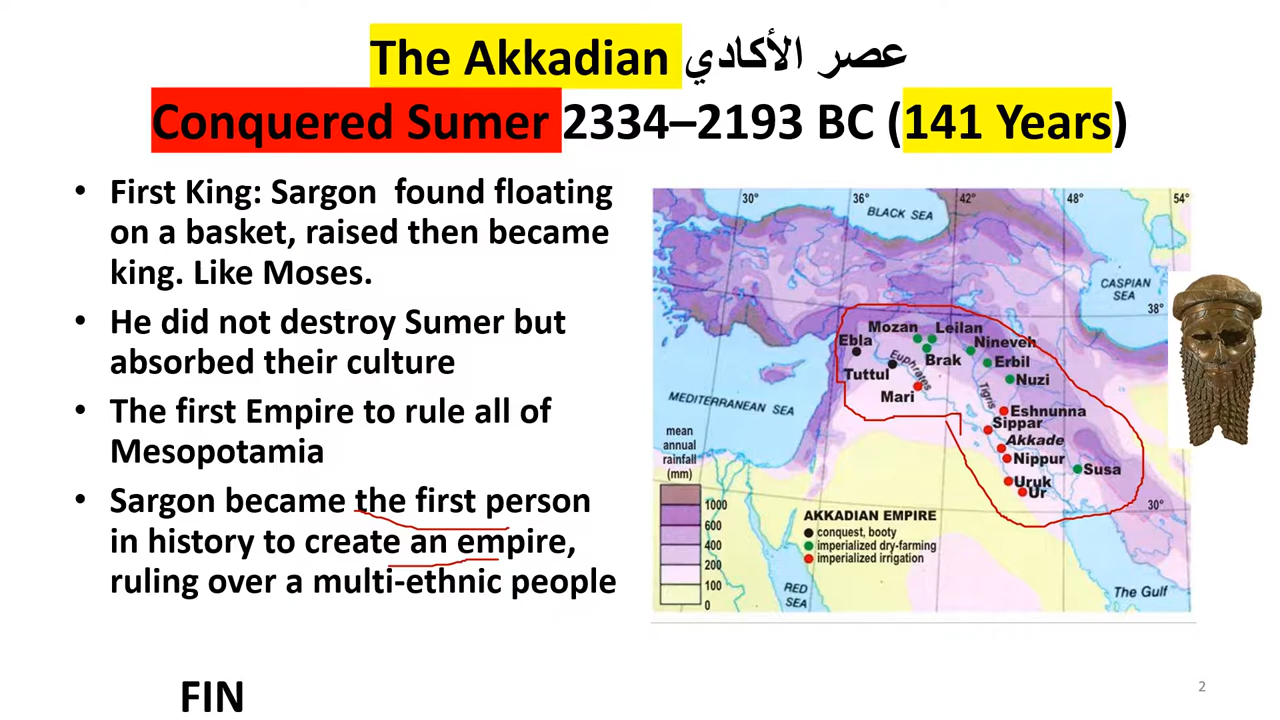 The Akkadian عصر الأكادي
Conquered Sumer 2334–2193 BC (141 Years)
• First King: Sargon found floating
on a basket, raised then became
king. Like Moses.
• He did not destroy Sumer but
absorbed their culture
• The first Empire to rule all of
Mesopotamia
• Sargon became the first person
in history to create an empire,
ruling over a multi-ethnic people
FIN
30° 36° 42° 48° 54°
BLACK SEA
CASPIAN
SEA
38°
Mozan Leilan
Ebla
Nineveh
Brak
Erbil
Euphrates
Tuttul
Nuzi
Mari
Tigris
MEDITERRANEAN SEA
Eshnunna
Sippar
Akkade
Nippur
Susa
Uruk
Ur
30°
mean
annual
rainfall
(mm)
1000
600
400
200
100
0
AKKADIAN EMPIRE
conquest, booty
imperialized dry-farming
imperialized irrigation
RED
SEA
The Gulf
2